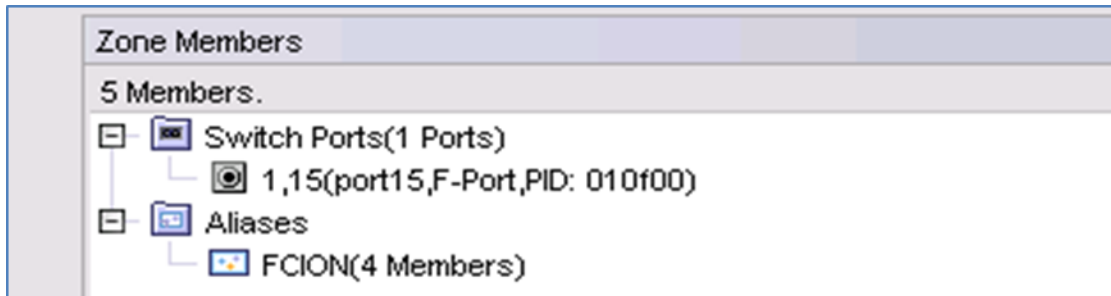 Zone Members
5 Members.
Switch Ports(1 Ports)
1,15(port15,F-Port,PID: 010f00)
Aliases
FCION(4 Members)